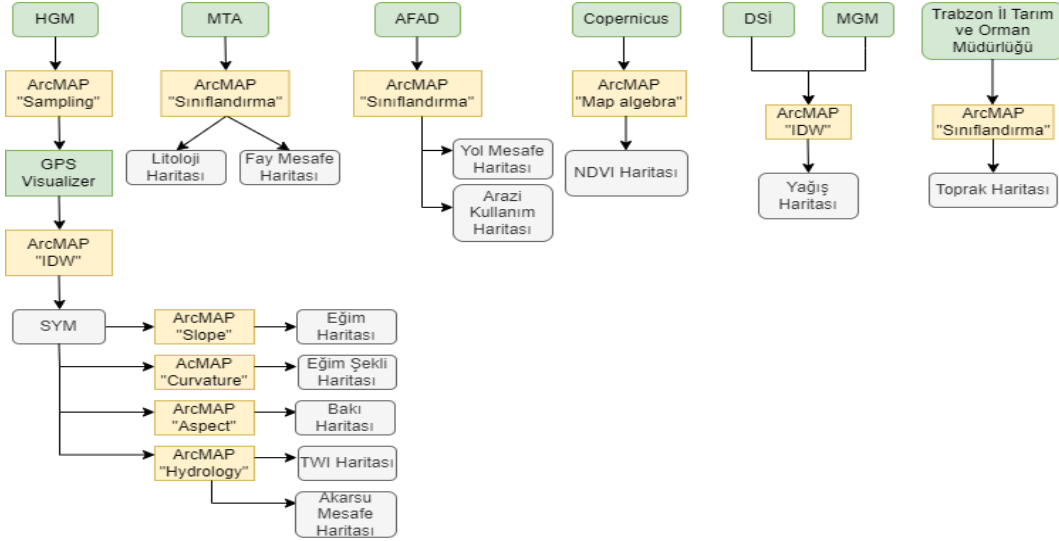 HGM
MTA
AFAD
Copernicus
DSİ
MGM
Trabzon İl Tarım
ve Orman
Müdürlüğü
ArcMAP
"Sampling"
ArcMAP
"Sınıflandırma"
ArcMAP
"Sınıflandırma"
ArcMAP
"Map algebra"
ArcMAP
"IDW"
ArcMAP
"Sınıflandırma"
GPS
Visualizer
Litoloji
Haritası
Fay Mesafe
Haritası
Yol Mesafe
Haritası
Arazi
Kullanım
Haritası
NDVI Haritası
Yağış
Haritası
Toprak Haritası
ArcMAP
"IDW"
SYM
ArcMAP
"Slope"
Eğim
Haritası
AcMAP
"Curvature"
Eğim Şekli
Haritası
ArcMAP
"Aspect"
Bakı
Haritası
ArcMAP
"Hydrology"
TWI Haritası
Akarsu
Mesafe
Haritası